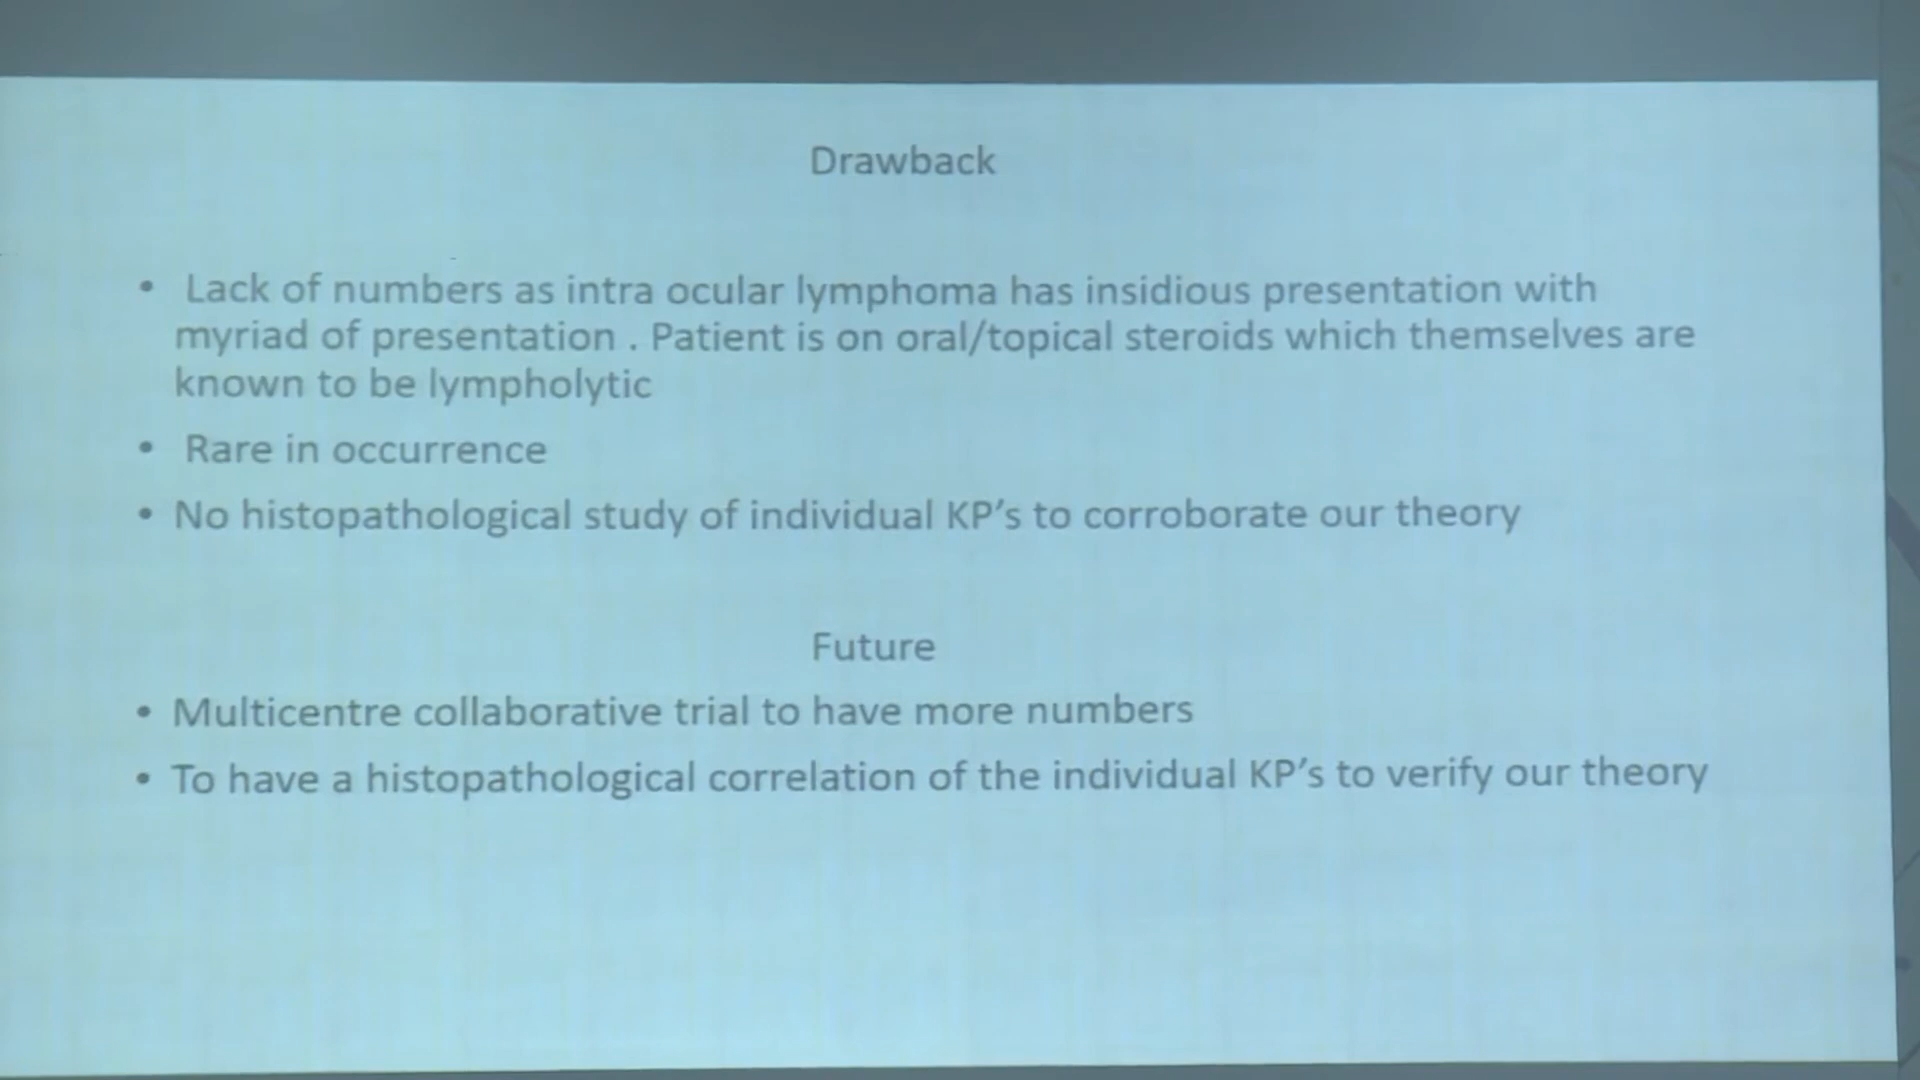 Drawback
• Lack of numbers as intra ocular lymphoma has insidious presentation with
myriad of presentation . Patient is on oral/topical steroids which themselves are
known to be lympholytic
• Rare in occurrence
• No histopathological study of individual KP's to corroborate our theory
Future
• Multicentre collaborative trial to have more numbers
• To have a histopathological correlation of the individual KP's to verify our theory